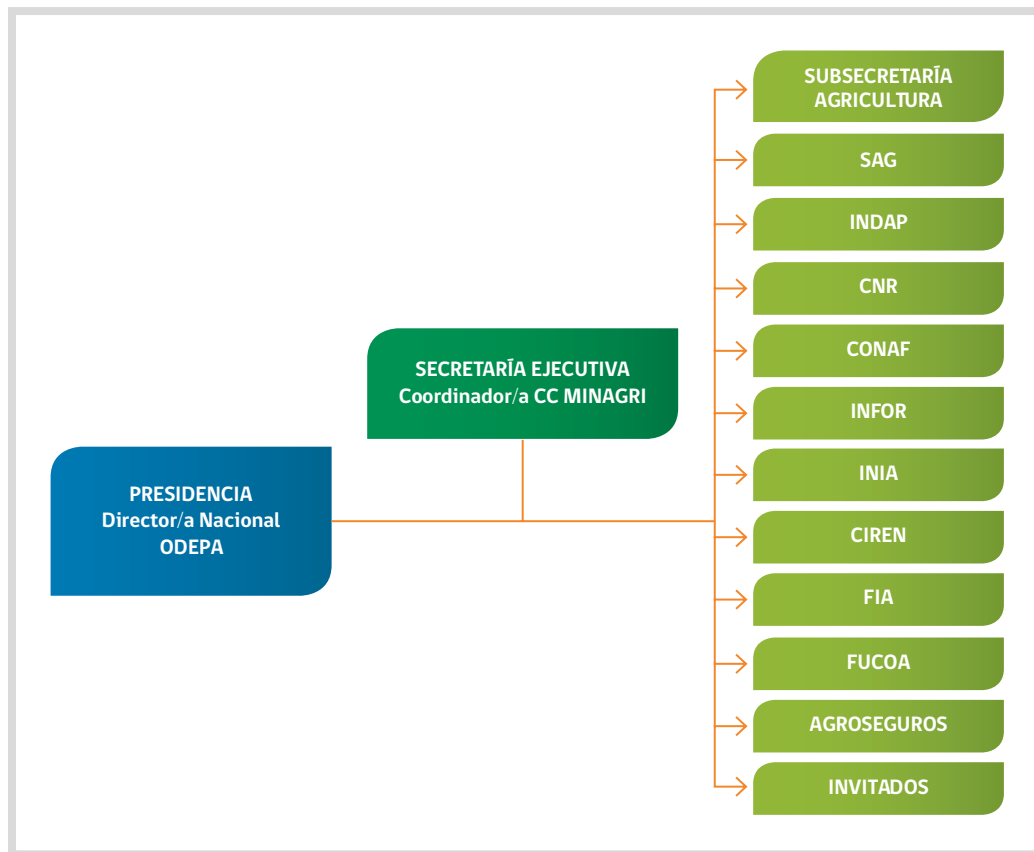 PRESIDENCIA
Director/a Nacional
ODEPA
SECRETARÍA EJECUTIVA
Coordinador/a CC MINAGRI
SUBSECRETARÍA
AGRICULTURA
SAG
INDAP
CNR
CONAF
INFOR
INIA
CIREN
FIA
FUCOA
AGROSEGUROS
INVITADOS